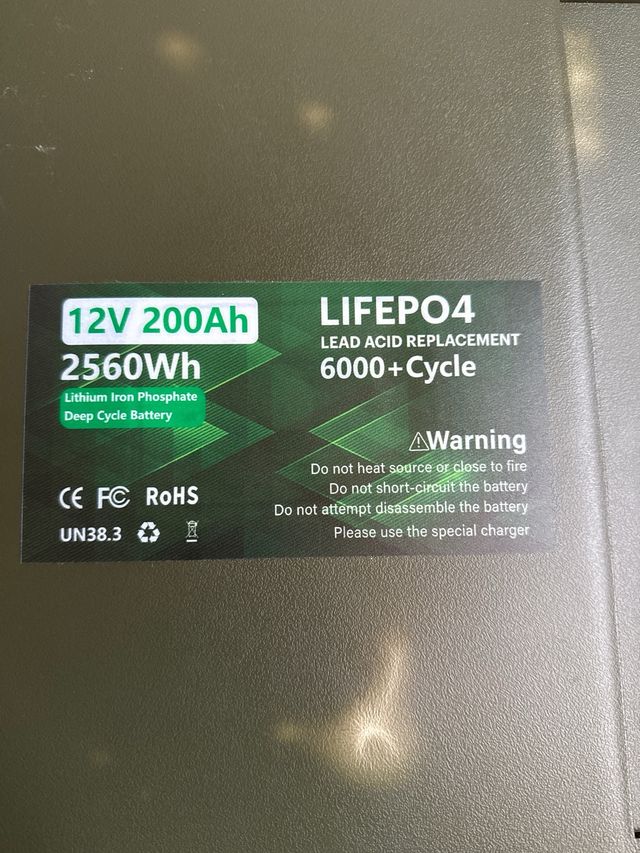 12V 200Ah
2560Wh
Lithium Iron Phosphate
Deep Cycle Battery
LIFEPO4
LEAD ACID REPLACEMENT
6000+Cycle
⚠Warning
Do not heat source or close to fire
Do not short-circuit the battery
Do not attempt disassemble the battery
Please use the special charger
CE FC RoHS
UN38.3